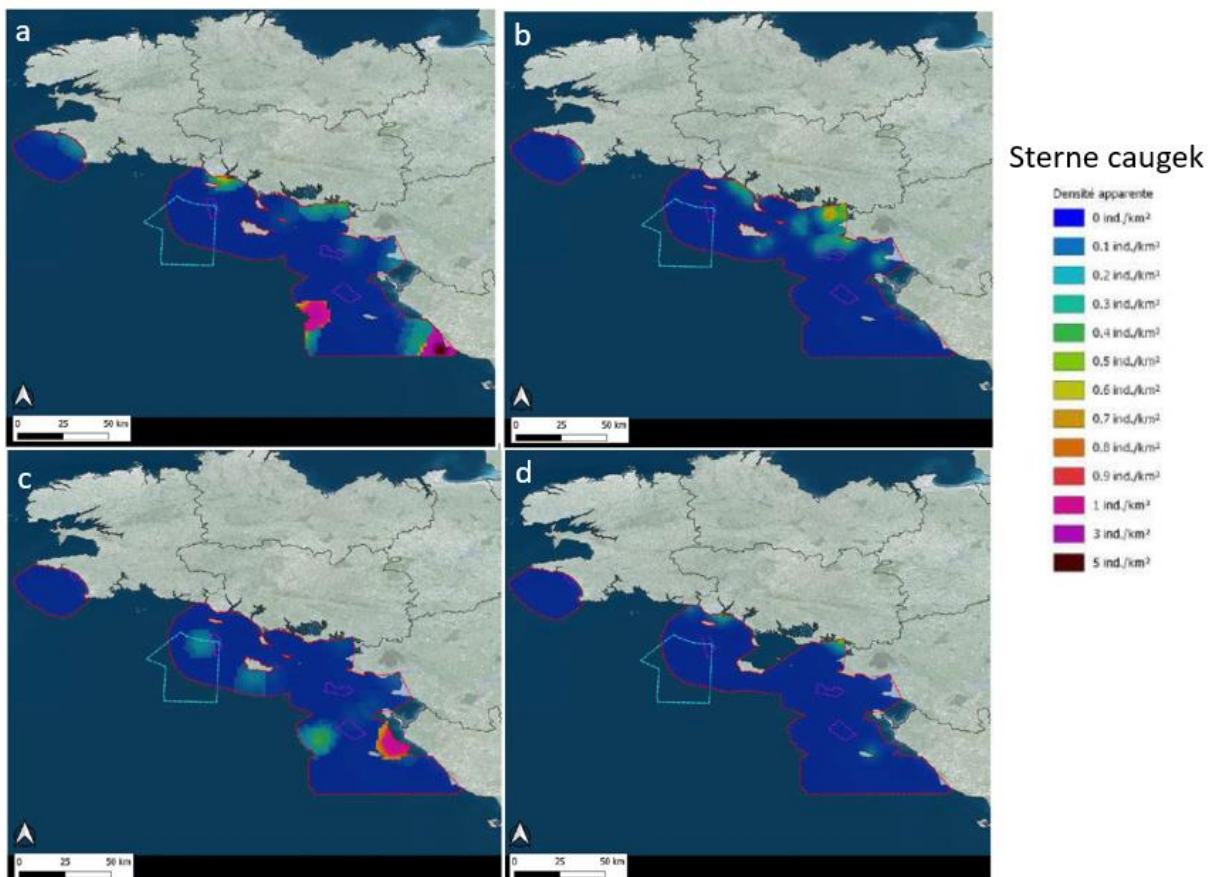 a
b
Sterne caugek
Densité apparente
0 ind./km²
0.1 ind./km²
0.2 ind./km²
0.3 ind./km²
0.4 ind./km²
0.5 ind./km²
0.6 ind./km²
0.7 ind./km²
0.8 ind./km²
0.9 ind./km²
1 ind./km²
3 ind./km²
5 ind./km²
0 25 50 km
0 25 50 km
c
d
0 25 50 km
0 25 50 km